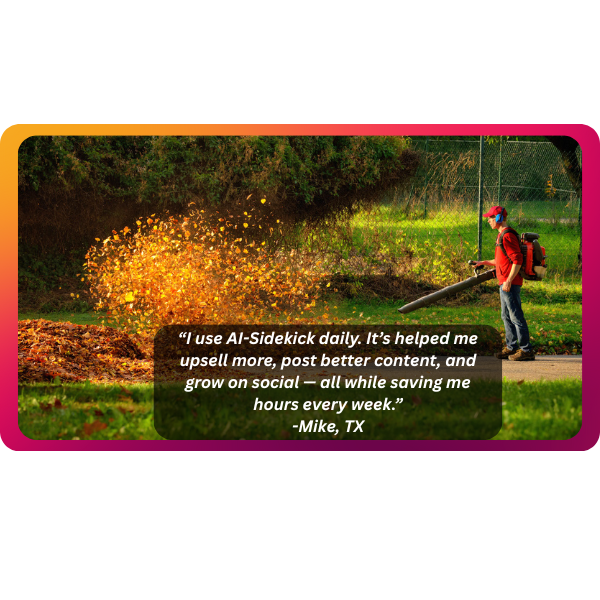 “I use AI-Sidekick daily. It’s helped me
upsell more, post better content, and
grow on social — all while saving me
hours every week.”
-Mike, TX